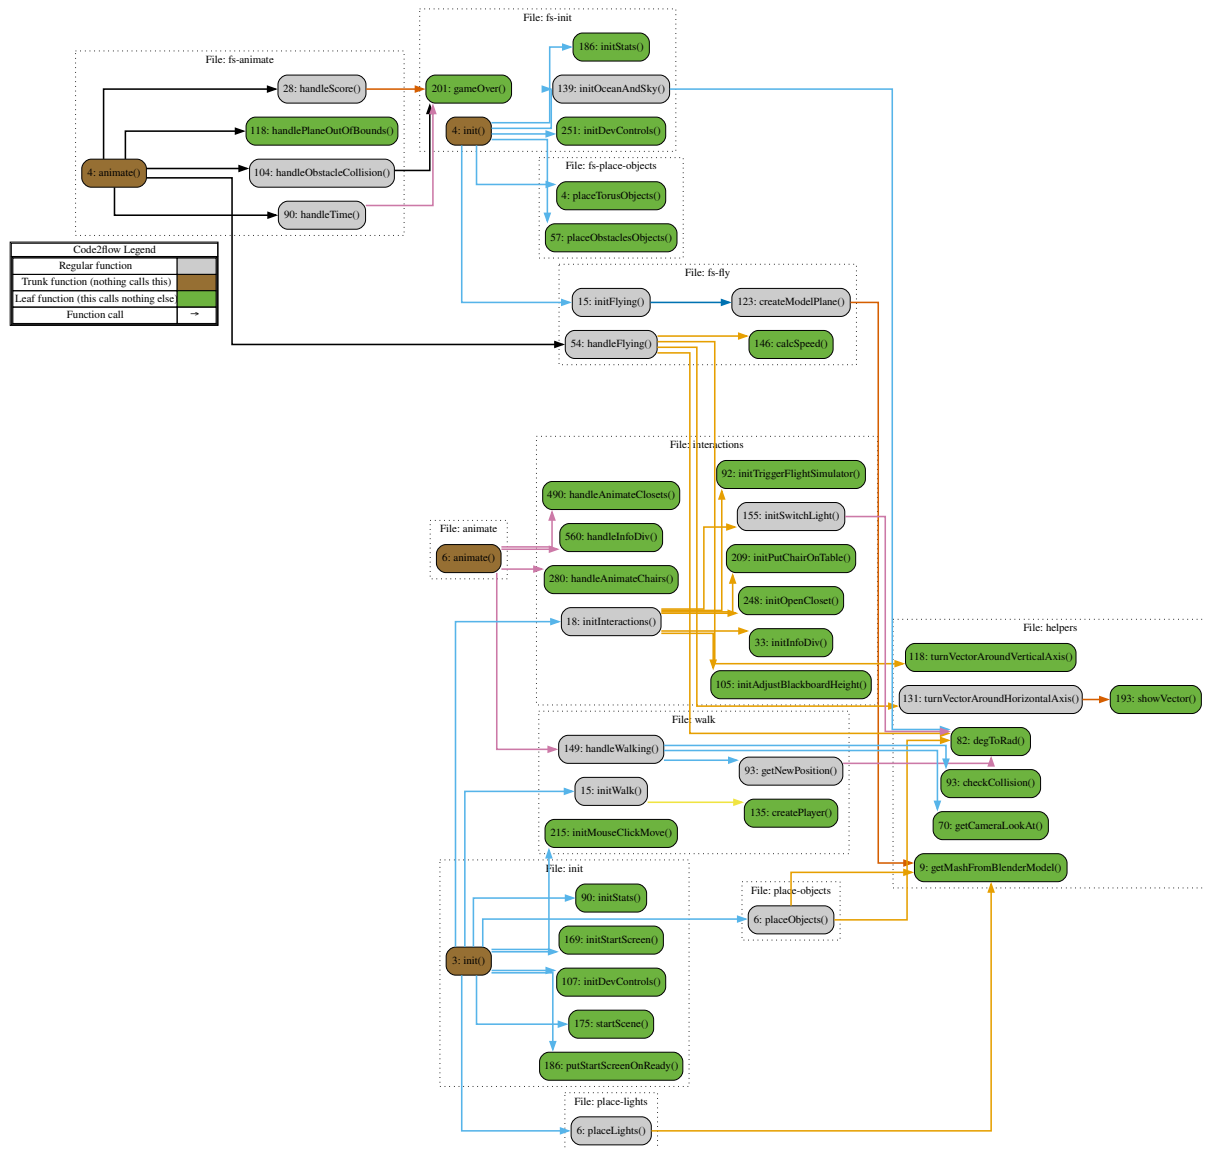 File: fs-init
186: initStats()
File: fs-animate
28: handleScore()
201: gameOver()
139: initOceanAndSky()
118: handlePlaneOutOfBounds()
4: init()
251: initDevControls()
4: animate()
104: handleObstacleCollision()
File: fs-place-objects
4: placeTorusObjects()
90: handleTime()
57: placeObstaclesObjects()
Code2flow Legend
Regular function
Trunk function (nothing calls this)
Leaf function (this calls nothing else)
Function call →
File: fs-fly
15: initFlying()
123: createModelPlane()
54: handleFlying()
146: calcSpeed()
File: interactions
92: initTriggerFlightSimulator()
490: handleAnimateClosets()
155: initSwitchLight()
File: animate
560: handleInfoDiv()
6: animate()
209: initPutChairOnTable()
280: handleAnimateChairs()
248: initOpenCloset()
18: initInteractions()
33: initInfoDiv()
105: initAdjustBlackboardHeight()
File: helpers
118: turnVectorAroundVerticalAxis()
131: turnVectorAroundHorizontalAxis()
193: showVector()
82: degToRad()
93: checkCollision()
70: getCameraLookAt()
9: getMashFromBlenderModel()
File: walk
149: handleWalking()
93: getNewPosition()
15: initWalk()
135: createPlayer()
215: initMouseClickMove()
File: init
90: initStats()
File: place-objects
6: placeObjects()
169: initStartScreen()
3: init()
107: initDevControls()
175: startScene()
186: putStartScreenOnReady()
File: place-lights
6: placeLights()